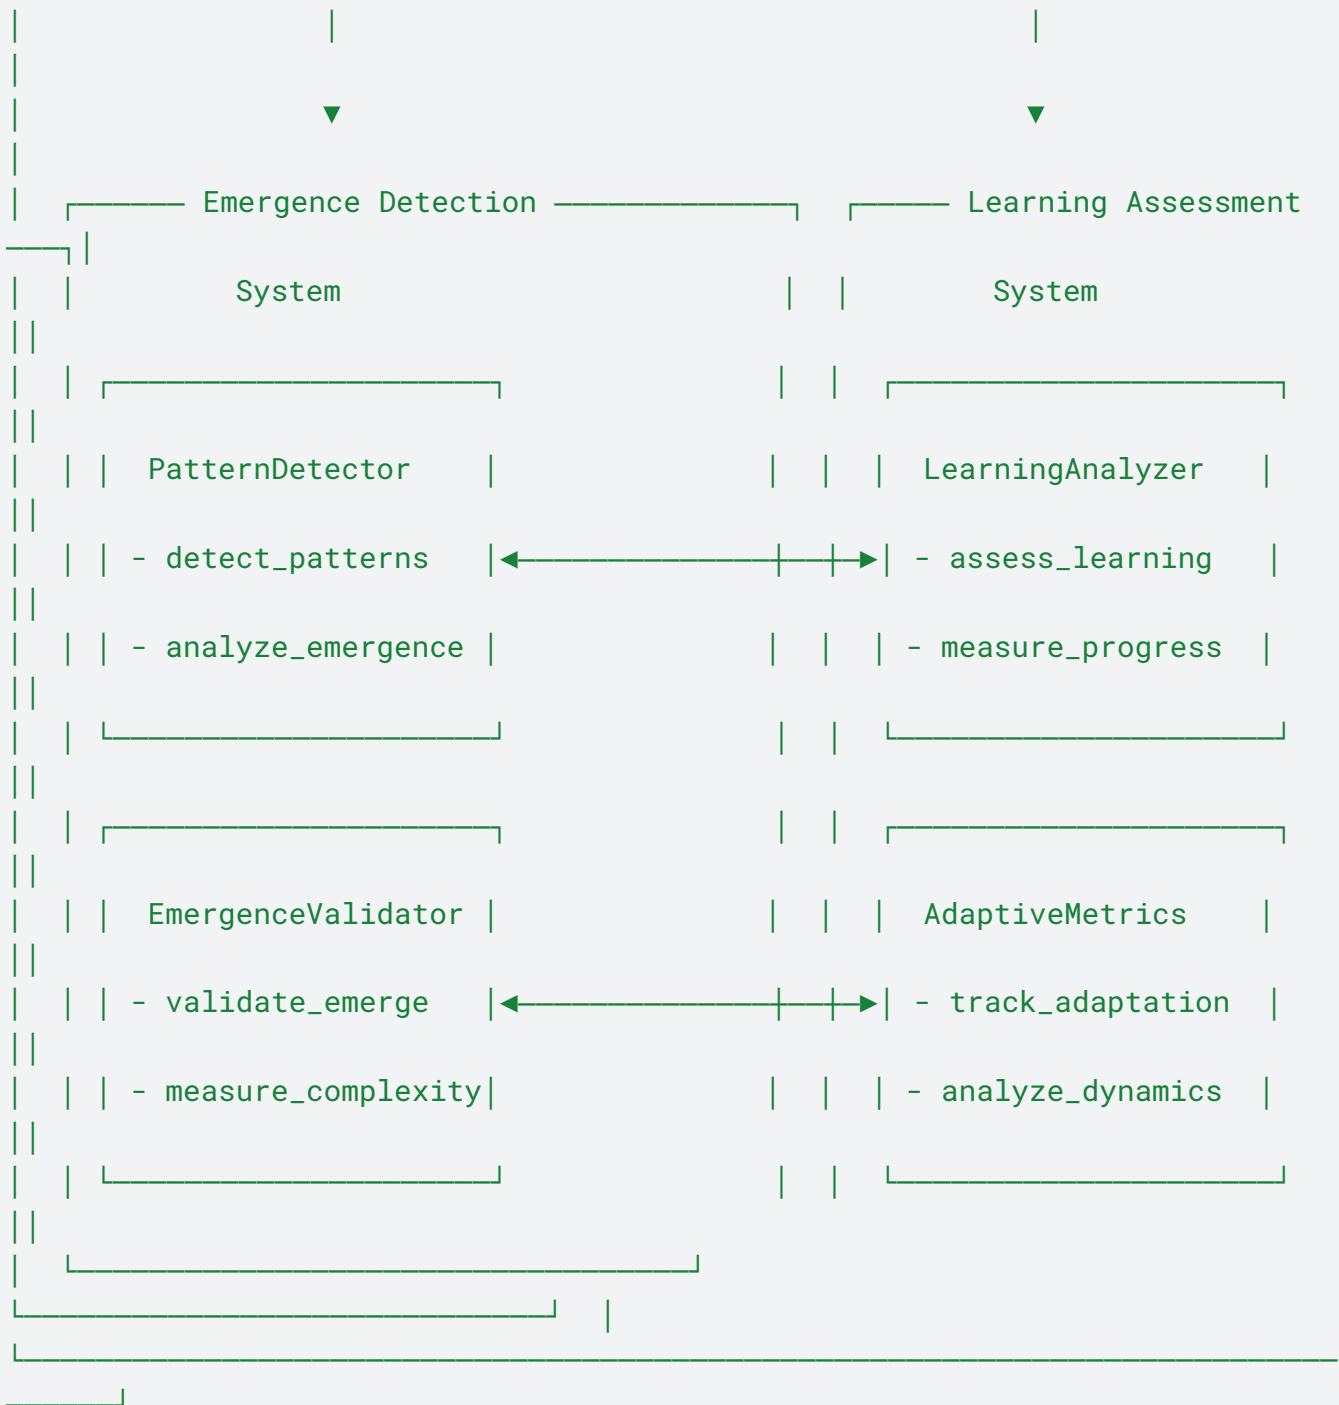 Emergence Detection Learning Assessment
System System
PatternDetector LearningAnalyzer
- detect_patterns - assess_learning
- analyze_emergence - measure_progress
EmergenceValidator AdaptiveMetrics
- validate_emerge - track_adaptation
- measure_complexity - analyze_dynamics